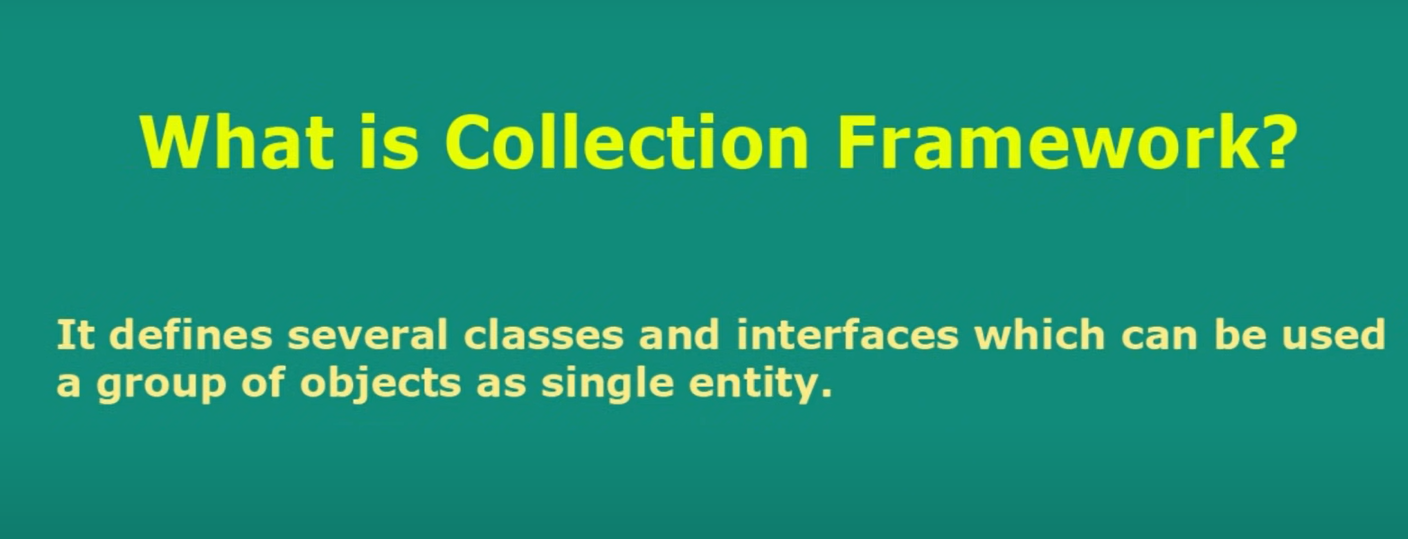 What is Collection Framework?
It defines several classes and interfaces which can be used
a group of objects as single entity.